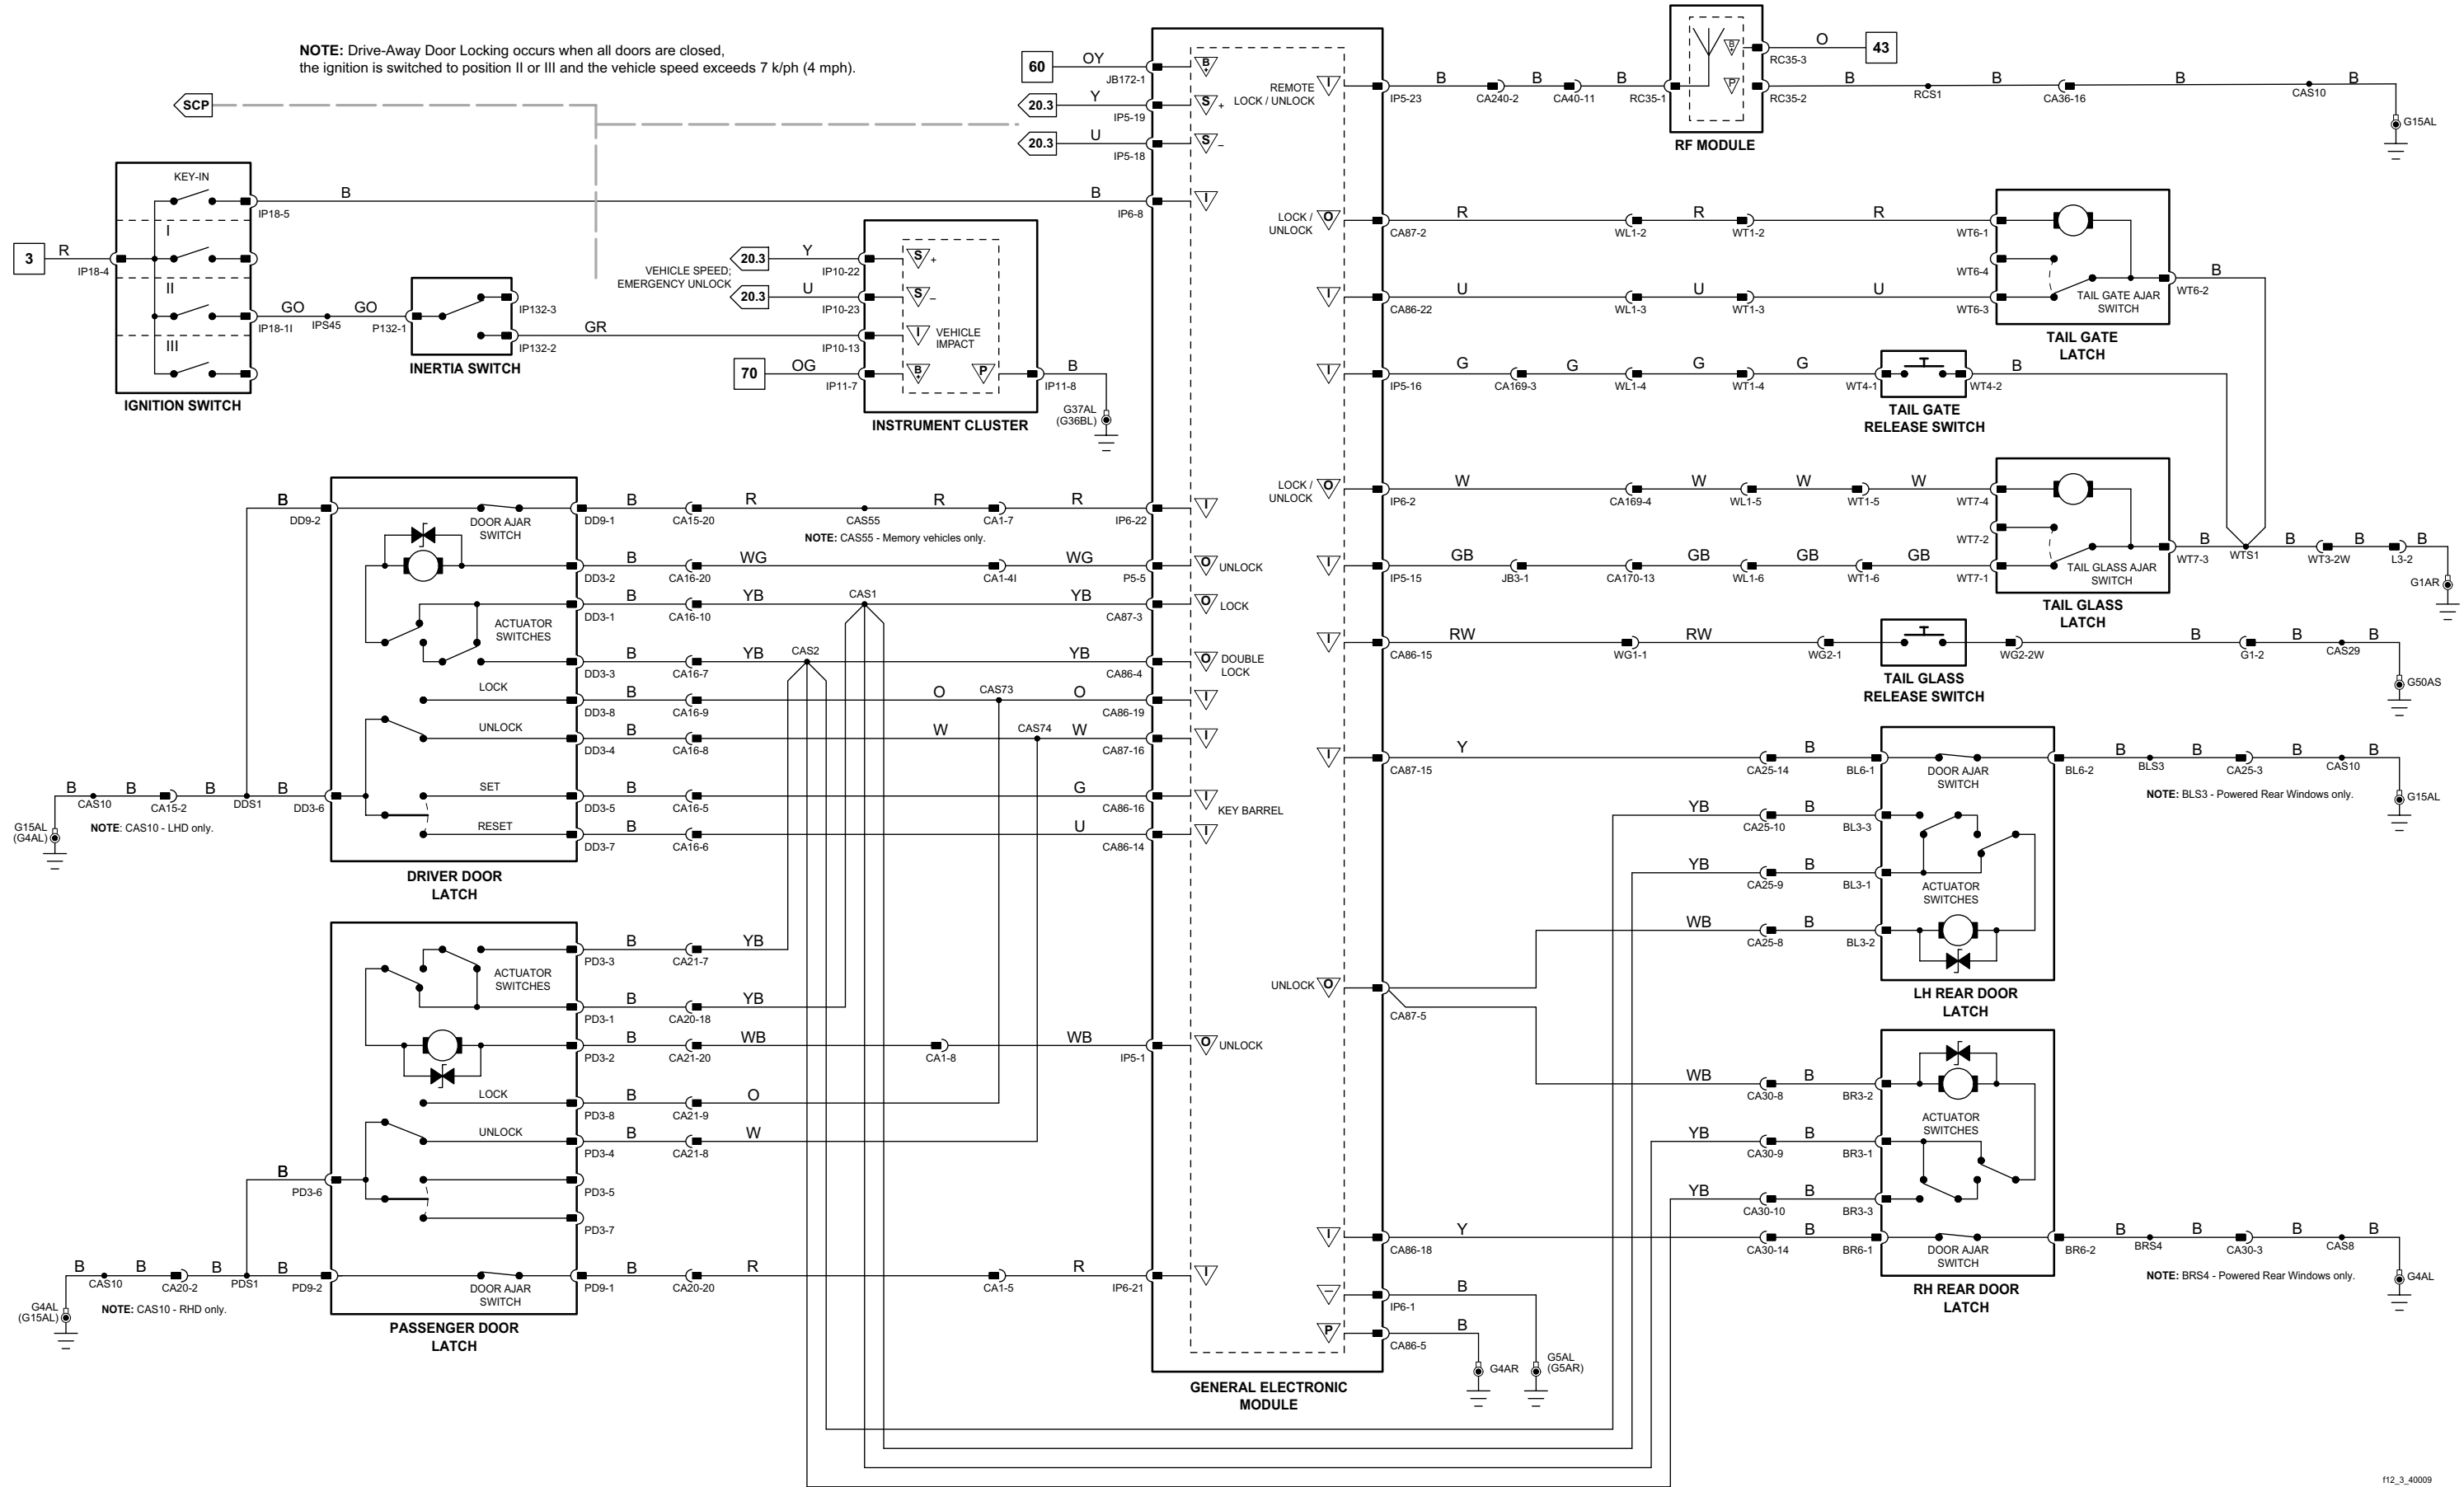 NOTE: Drive-Away Door Locking occurs when all doors are closed,
the ignition is switched to position II or III and the vehicle speed exceeds 7 k/ph (4 mph).
SCP
KEY-IN
I
II
III
3
R
IP18-4
IP18-5
B
B
IP6-8
GO
GO
IP18-1I
IPS45
P132-1
IP132-3
IP132-2
GR
IGNITION SWITCH
INERTIA SWITCH
VEHICLE SPEED;
EMERGENCY UNLOCK
20.3
Y
IP10-22
S
+
20.3
U
IP10-23
S
–
IP10-13
I
VEHICLE
IMPACT
70
OG
IP11-7
B
+
P
IP11-8
B
G37AL
(G36BL)
INSTRUMENT CLUSTER
60
OY
JB172-1
B
+
20.3
Y
IP5-19
S
+
20.3
U
IP5-18
S
–
I
REMOTE
LOCK / UNLOCK
I
IP5-23
B
CA240-2
B
CA40-11
B
RC35-1
B
+
P
RC35-3
O
43
RC35-2
B
RCS1
B
CA36-16
B
CAS10
B
G15AL
RF MODULE
LOCK /
UNLOCK
O
CA87-2
R
WL1-2
R
WT1-2
R
WT6-1
WT6-4
I
CA86-22
U
WL1-3
U
WT1-3
U
WT6-3
TAIL GATE AJAR
SWITCH
WT6-2
B
TAIL GATE
LATCH
I
IP5-16
G
CA169-3
G
WL1-4
G
WT1-4
G
WT4-1
WT4-2
B
TAIL GATE
RELEASE SWITCH
LOCK /
UNLOCK
O
IP6-2
W
CA169-4
W
WL1-5
W
WT1-5
W
WT7-4
WT7-2
I
IP5-15
GB
JB3-1
CA170-13
GB
WL1-6
GB
WT1-6
GB
WT7-1
TAIL GLASS AJAR
SWITCH
WT7-3
B
WTS1
B
WT3-2W
B
L3-2
B
G1AR
TAIL GLASS
LATCH
I
CA86-15
RW
WG1-1
RW
WG2-1
WG2-2W
B
G1-2
B
CAS29
G50AS
TAIL GLASS
RELEASE SWITCH
I
CA87-15
Y
CA25-14
B
BL6-1
DOOR AJAR
SWITCH
BL6-2
B
BLS3
B
CA25-3
B
CAS10
B
G15AL
NOTE: BLS3 - Powered Rear Windows only.
YB
CA25-10
B
BL3-3
YB
CA25-9
B
BL3-1
ACTUATOR
SWITCHES
WB
CA25-8
B
BL3-2
LH REAR DOOR
LATCH
UNLOCK
O
CA87-5
WB
CA30-8
B
BR3-2
ACTUATOR
SWITCHES
YB
CA30-9
B
BR3-1
YB
CA30-10
B
BR3-3
I
CA86-18
Y
CA30-14
B
BR6-1
DOOR AJAR
SWITCH
BR6-2
B
BRS4
B
CA30-3
B
CAS8
B
G4AL
NOTE: BRS4 - Powered Rear Windows only.
RH REAR DOOR
LATCH
–
IP6-1
B
P
CA86-5
B
G4AR
G5AL
(G5AR)
GENERAL ELECTRONIC
MODULE
B
DD9-2
DOOR AJAR
SWITCH
DD9-1
B
CA15-20
R
CAS55
R
CA1-7
R
IP6-22
I
NOTE: CAS55 - Memory vehicles only.
DD3-2
B
CA16-20
WG
CA1-4I
WG
P5-5
O
UNLOCK
DD3-1
B
CA16-10
YB
CAS1
YB
CA87-3
O
LOCK
ACTUATOR
SWITCHES
DD3-3
B
CA16-7
YB
CAS2
YB
CA86-4
O
DOUBLE
LOCK
LOCK
DD3-8
B
CA16-9
O
CAS73
O
CA86-19
I
UNLOCK
DD3-4
B
CA16-8
W
CAS74
W
CA87-16
I
B
CAS10
B
CA15-2
B
DDS1
B
DD3-6
SET
DD3-5
B
CA16-5
G
CA86-16
I
KEY BARREL
RESET
DD3-7
B
CA16-6
U
CA86-14
I
G15AL
(G4AL)
NOTE: CAS10 - LHD only.
DRIVER DOOR
LATCH
PD3-3
B
CA21-7
YB
ACTUATOR
SWITCHES
PD3-1
B
CA20-18
YB
PD3-2
B
CA21-20
WB
CA1-8
WB
IP5-1
O
UNLOCK
LOCK
PD3-8
B
CA21-9
O
UNLOCK
PD3-4
B
CA21-8
W
B
PD3-6
PD3-5
PD3-7
B
CAS10
B
CA20-2
B
PDS1
B
PD9-2
DOOR AJAR
SWITCH
PD9-1
B
CA20-20
R
CA1-5
R
IP6-21
I
G4AL
(G15AL)
NOTE: CAS10 - RHD only.
PASSENGER DOOR
LATCH
f12_3_40009